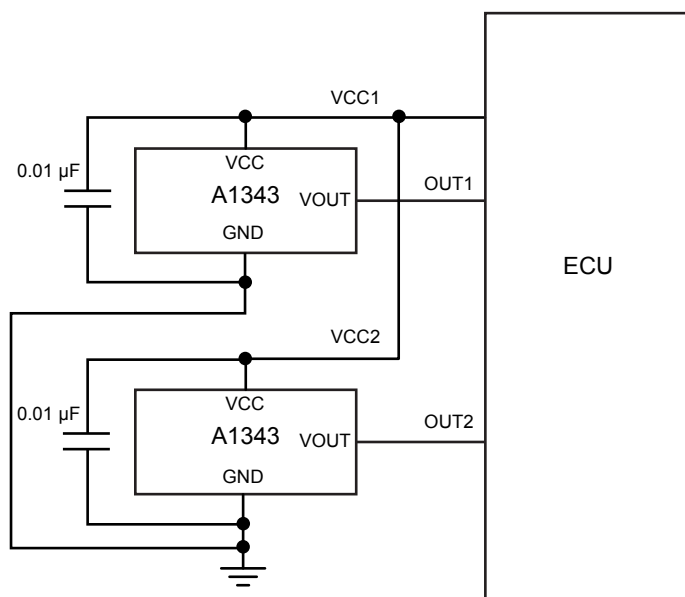 VCC1
0.01 µF
VCC
A1343
VOUT
OUT1
GND
ECU
VCC2
0.01 µF
VCC
A1343
VOUT
OUT2
GND